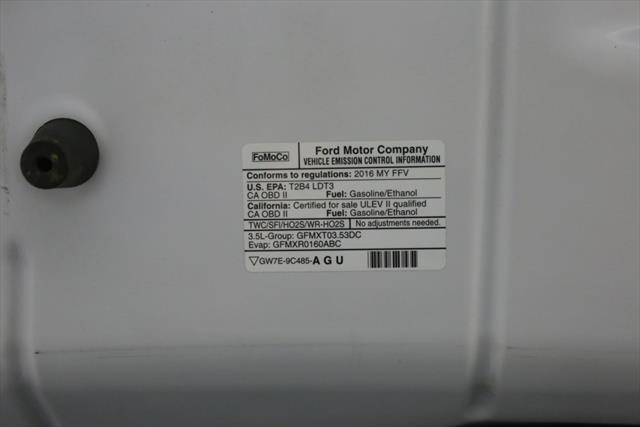 FoMoCo
Ford Motor Company
VEHICLE EMISSION CONTROL INFORMATION
Conforms to regulations: 2016 MY FFV
U.S. EPA: T2B4 LDT3
CA OBD II Fuel: Gasoline/Ethanol
California: Certified for sale ULEV II qualified
CA OBD II Fuel: Gasoline/Ethanol
TWC/SFI/HO2S/WR-HO2S No adjustments needed.
3.5L-Group: GFMXT03.53DC
Evap: GFMXR0160ABC
GW7E-9C485-AGU